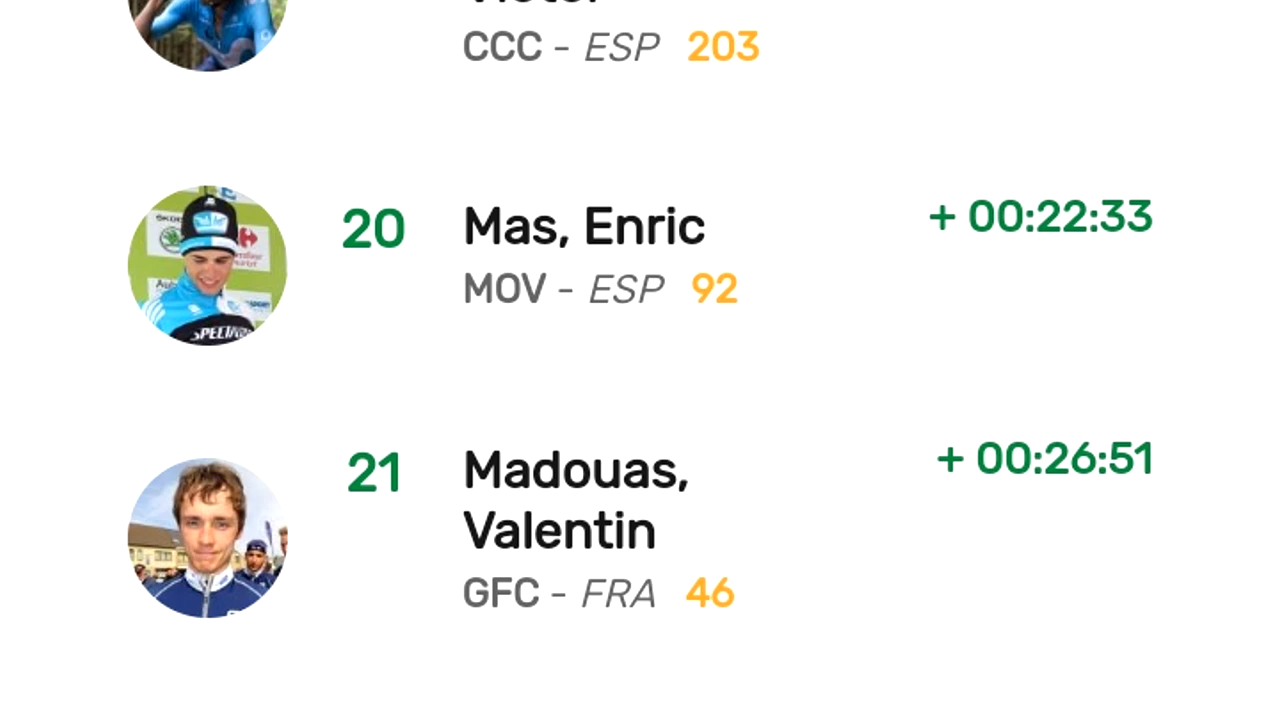 CCC - ESP 203
20 Mas, Enric + 00:22:33
MOV - ESP 92
21 Madouas, + 00:26:51
Valentin
GFC - FRA 46